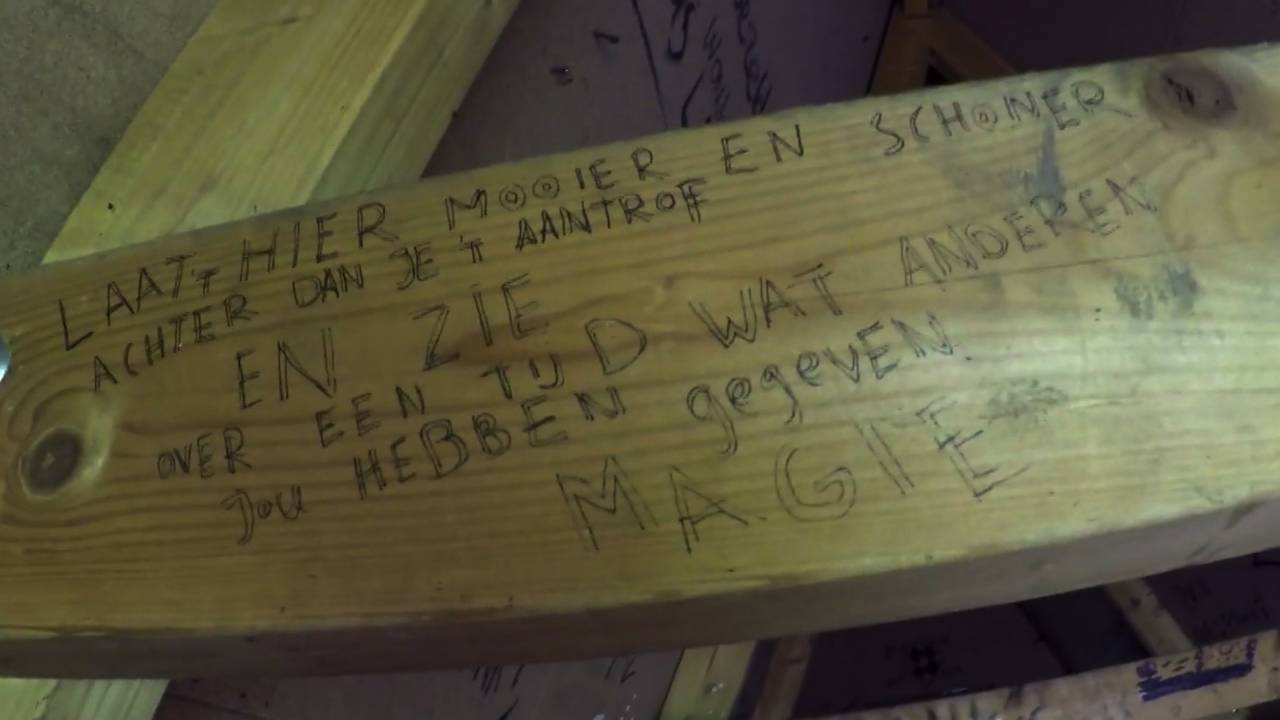 LAAT 'T HIER MOOIER EN SCHONER
ACHTER DAN JE 'T AANTROF
EN ZIE
OVER EEN TIJD WAT ANDEREN
JOU HEBBEN gegeVEN.
MAGIE